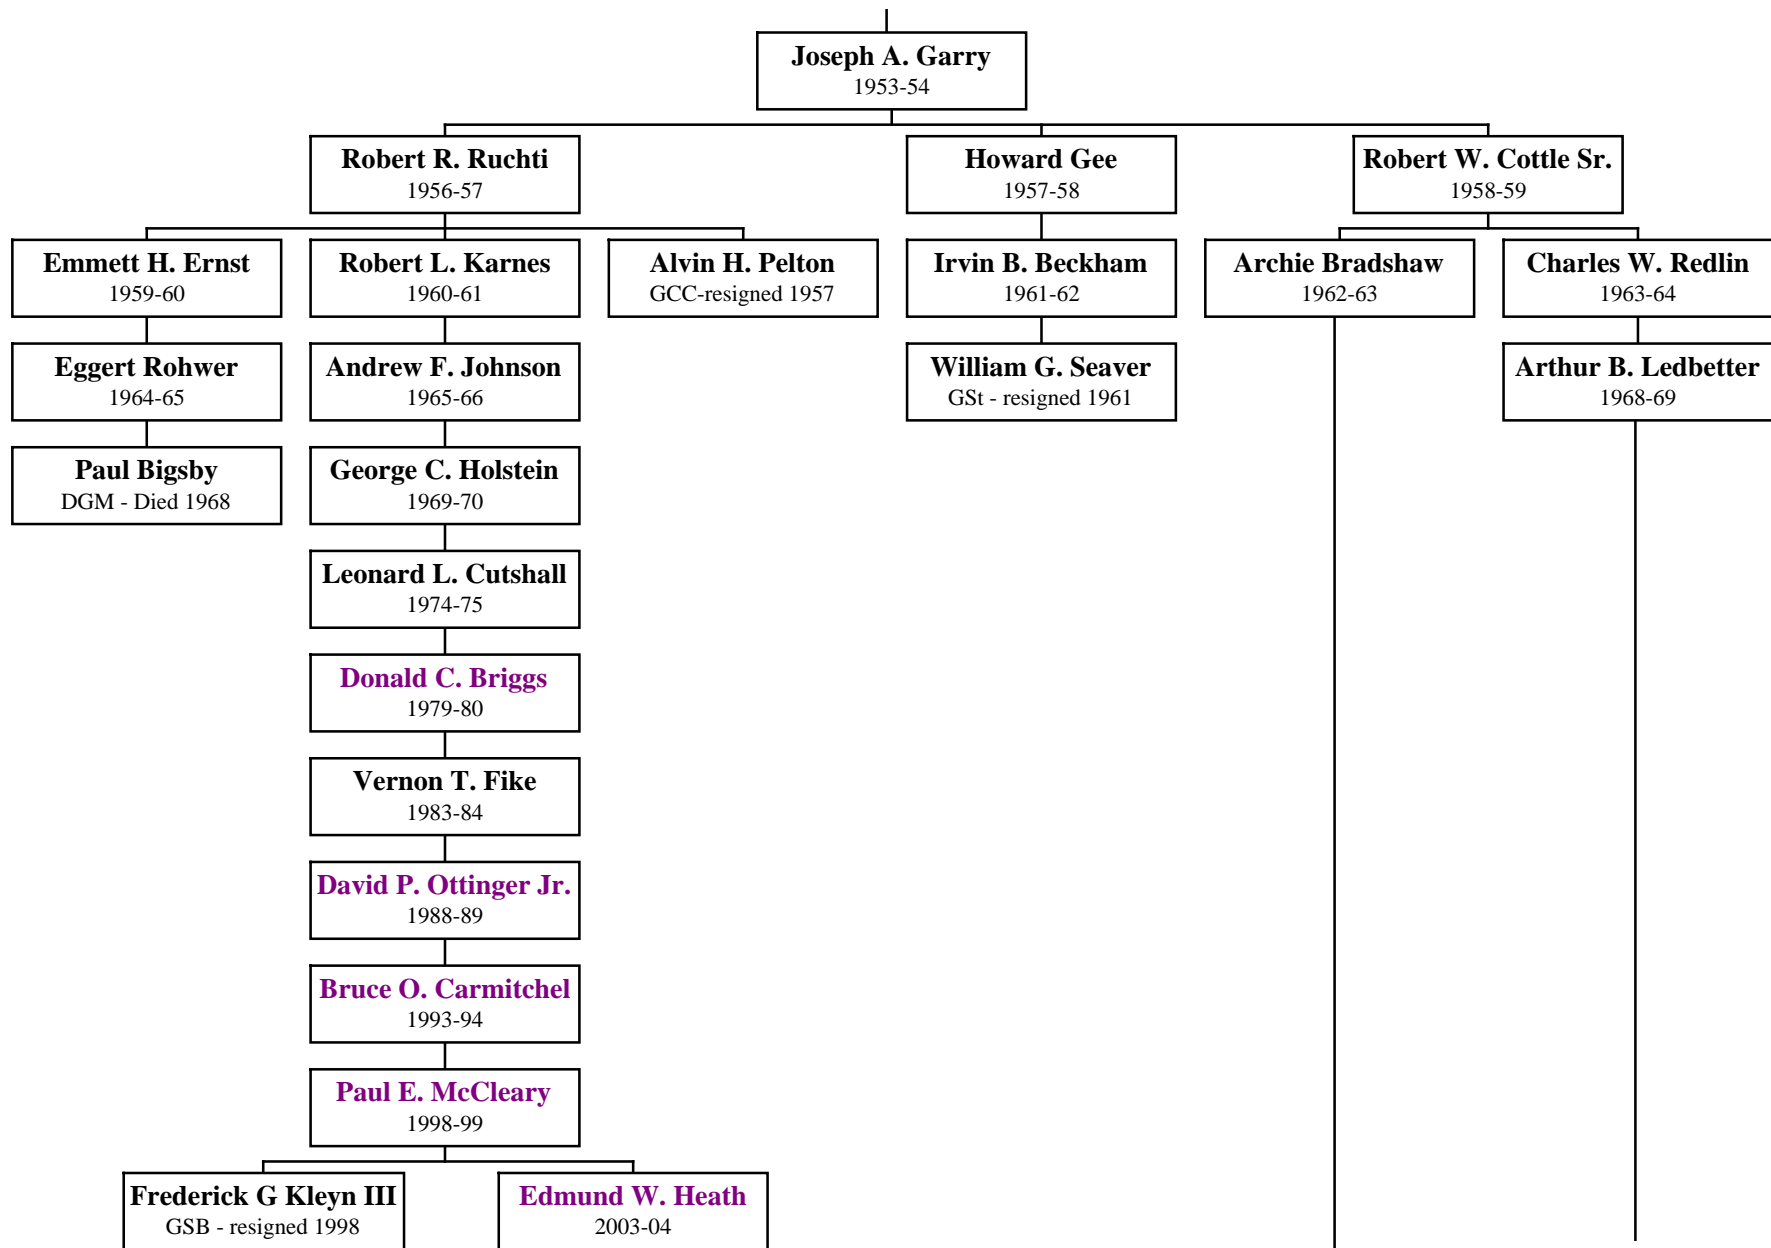 Joseph A. Garry
1953-54
Robert R. Ruchti
1956-57
Howard Gee
1957-58
Robert W. Cottle Sr.
1958-59
Emmett H. Ernst
1959-60
Robert L. Karnes
1960-61
Alvin H. Pelton
GCC-resigned 1957
Irvin B. Beckham
1961-62
Archie Bradshaw
1962-63
Charles W. Redlin
1963-64
Eggert Rohwer
1964-65
Andrew F. Johnson
1965-66
William G. Seaver
GSt - resigned 1961
Arthur B. Ledbetter
1968-69
Paul Bigsby
DGM - Died 1968
George C. Holstein
1969-70
Leonard L. Cutshall
1974-75
Donald C. Briggs
1979-80
Vernon T. Fike
1983-84
David P. Ottinger Jr.
1988-89
Bruce O. Carmitchel
1993-94
Paul E. McCleary
1998-99
Frederick G Kleyn III
GSB - resigned 1998
Edmund W. Heath
2003-04